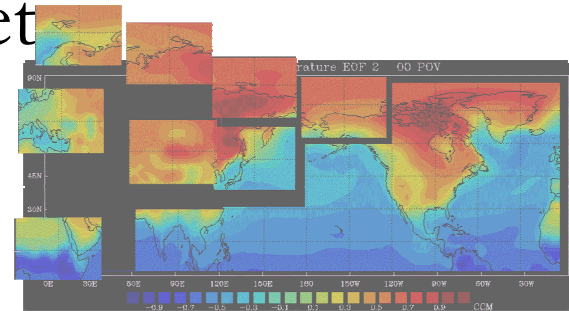 et
rature EOF 2 00 POV
90N
45N
30N
0E 30E 60E 90E 120E 150E 180 150W 120W 90W 60W 30W
-0.9 -0.7 -0.5 -0.3 -0.1 0.1 0.3 0.5 0.7 0.9 CCM